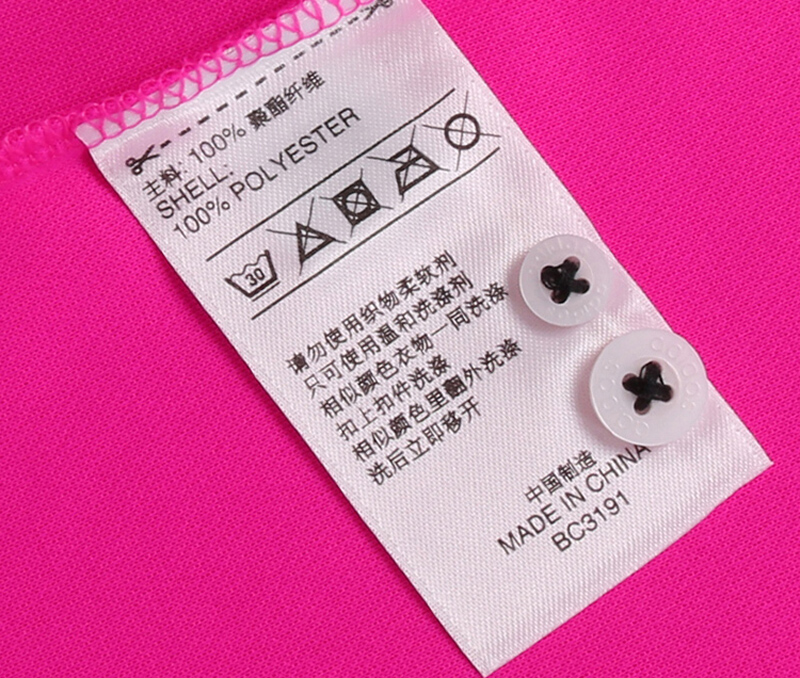 主料: 100% 聚酯纤维
SHELL:
100% POLYESTER
30
请勿使用织物柔软剂
只可使用温和洗涤剂
相似颜色衣物一同洗涤
扣上扣件洗涤
相似颜色里翻外洗涤
洗后立即移开
中国制造
MADE IN CHINA
BC3191